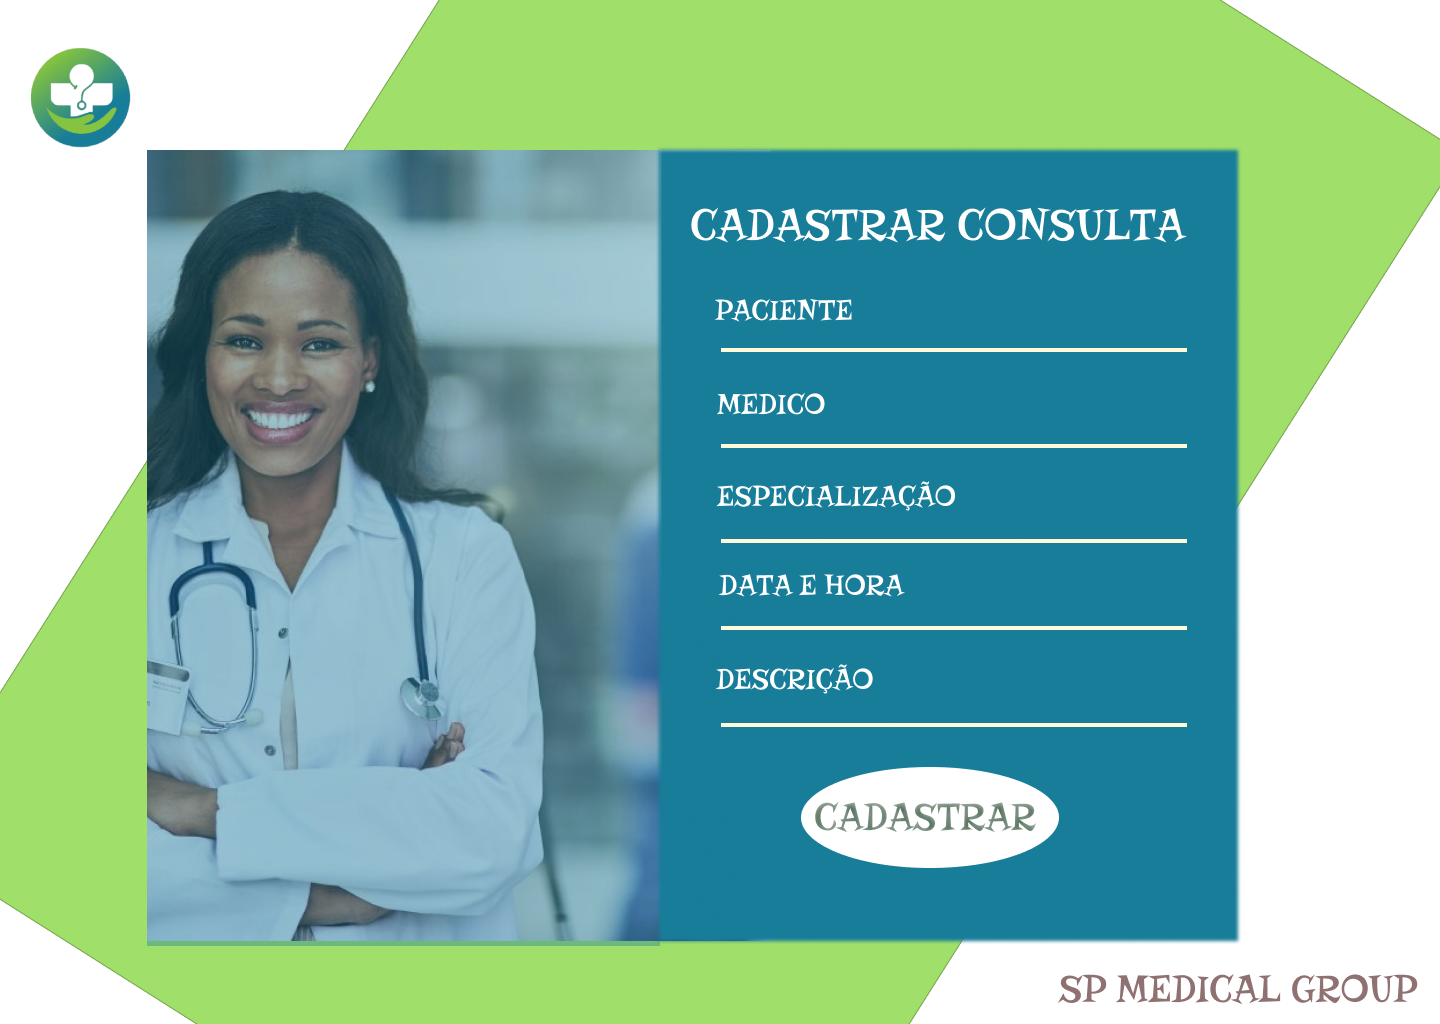 CADASTRAR CONSULTA
PACIENTE
MEDICO
ESPECIALIZAÇÃO
DATA E HORA
DESCRIÇÃO
CADASTRAR
SP MEDICAL GROUP